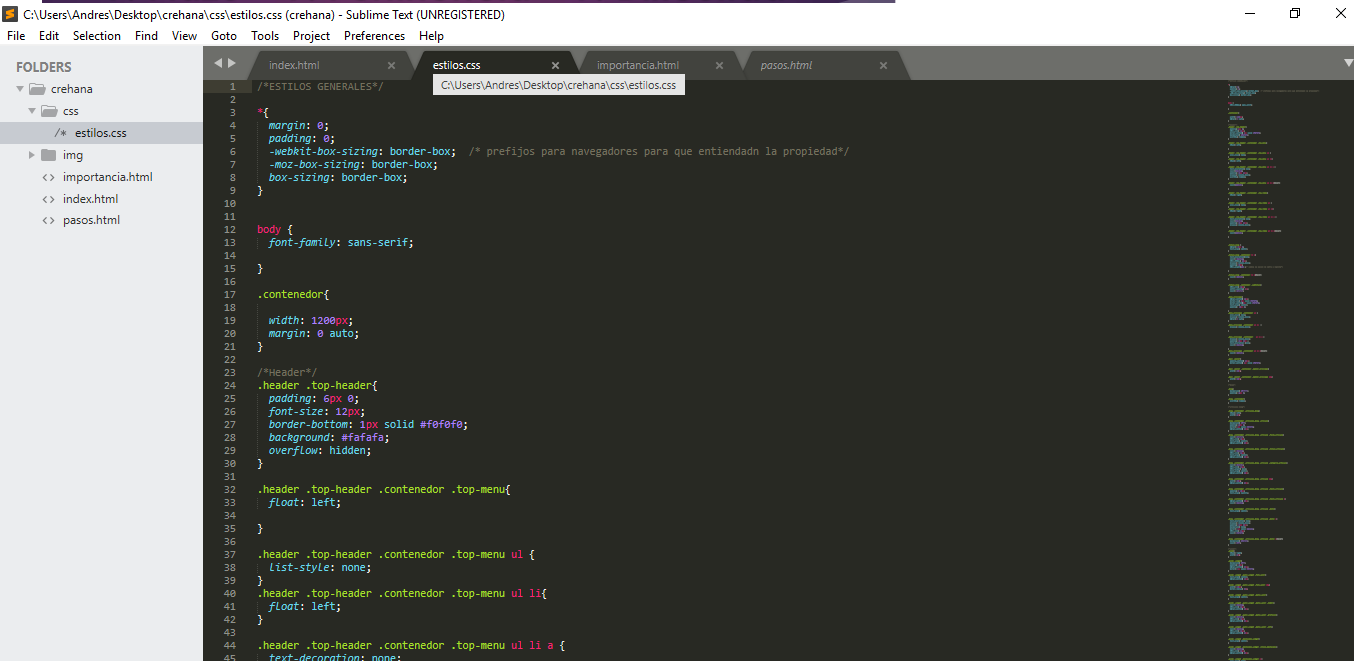 C:\Users\Andres\Desktop\crehana\css\estilos.css (crehana) - Sublime Text (UNREGISTERED)
File Edit Selection Find View Goto Tools Project Preferences Help
FOLDERS
crehana
css
/* estilos.css
img
<> importancia.html
<> index.html
<> pasos.html
index.html × estilos.css × importancia.html × pasos.html ×
C:\Users\Andres\Desktop\crehana\css\estilos.css
1 /*ESTILOS GENERALES*/
2
3 *{
4 margin: 0;
5 padding: 0;
6 -webkit-box-sizing: border-box; /* prefijos para navegadores para que entiendadn la propiedad*/
7 -moz-box-sizing: border-box;
8 box-sizing: border-box;
9 }
10
11
12 body {
13 font-family: sans-serif;
14
15 }
16
17 .contenedor{
18
19 width: 1200px;
20 margin: 0 auto;
21 }
22
23 /*Header*/
24 .header .top-header{
25 padding: 6px 0;
26 font-size: 12px;
27 border-bottom: 1px solid #f0f0f0;
28 background: #fafafa;
29 overflow: hidden;
30 }
31
32 .header .top-header .contenedor .top-menu{
33 float: left;
34
35 }
36
37 .header .top-header .contenedor .top-menu ul {
38 list-style: none;
39 }
40 .header .top-header .contenedor .top-menu ul li{
41 float: left;
42 }
43
44 .header .top-header .contenedor .top-menu ul li a {
45 text-decoration: none;